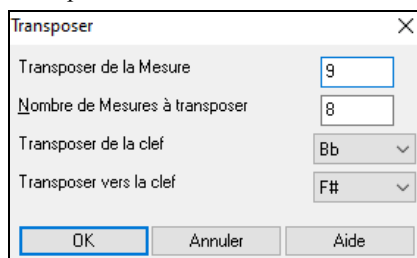 Transposer
Transposer de la Mesure 9
Nombre de Mesures à transposer 8
Transposer de la clef Bb
Transposer vers la clef F#
OK Annuler Aide